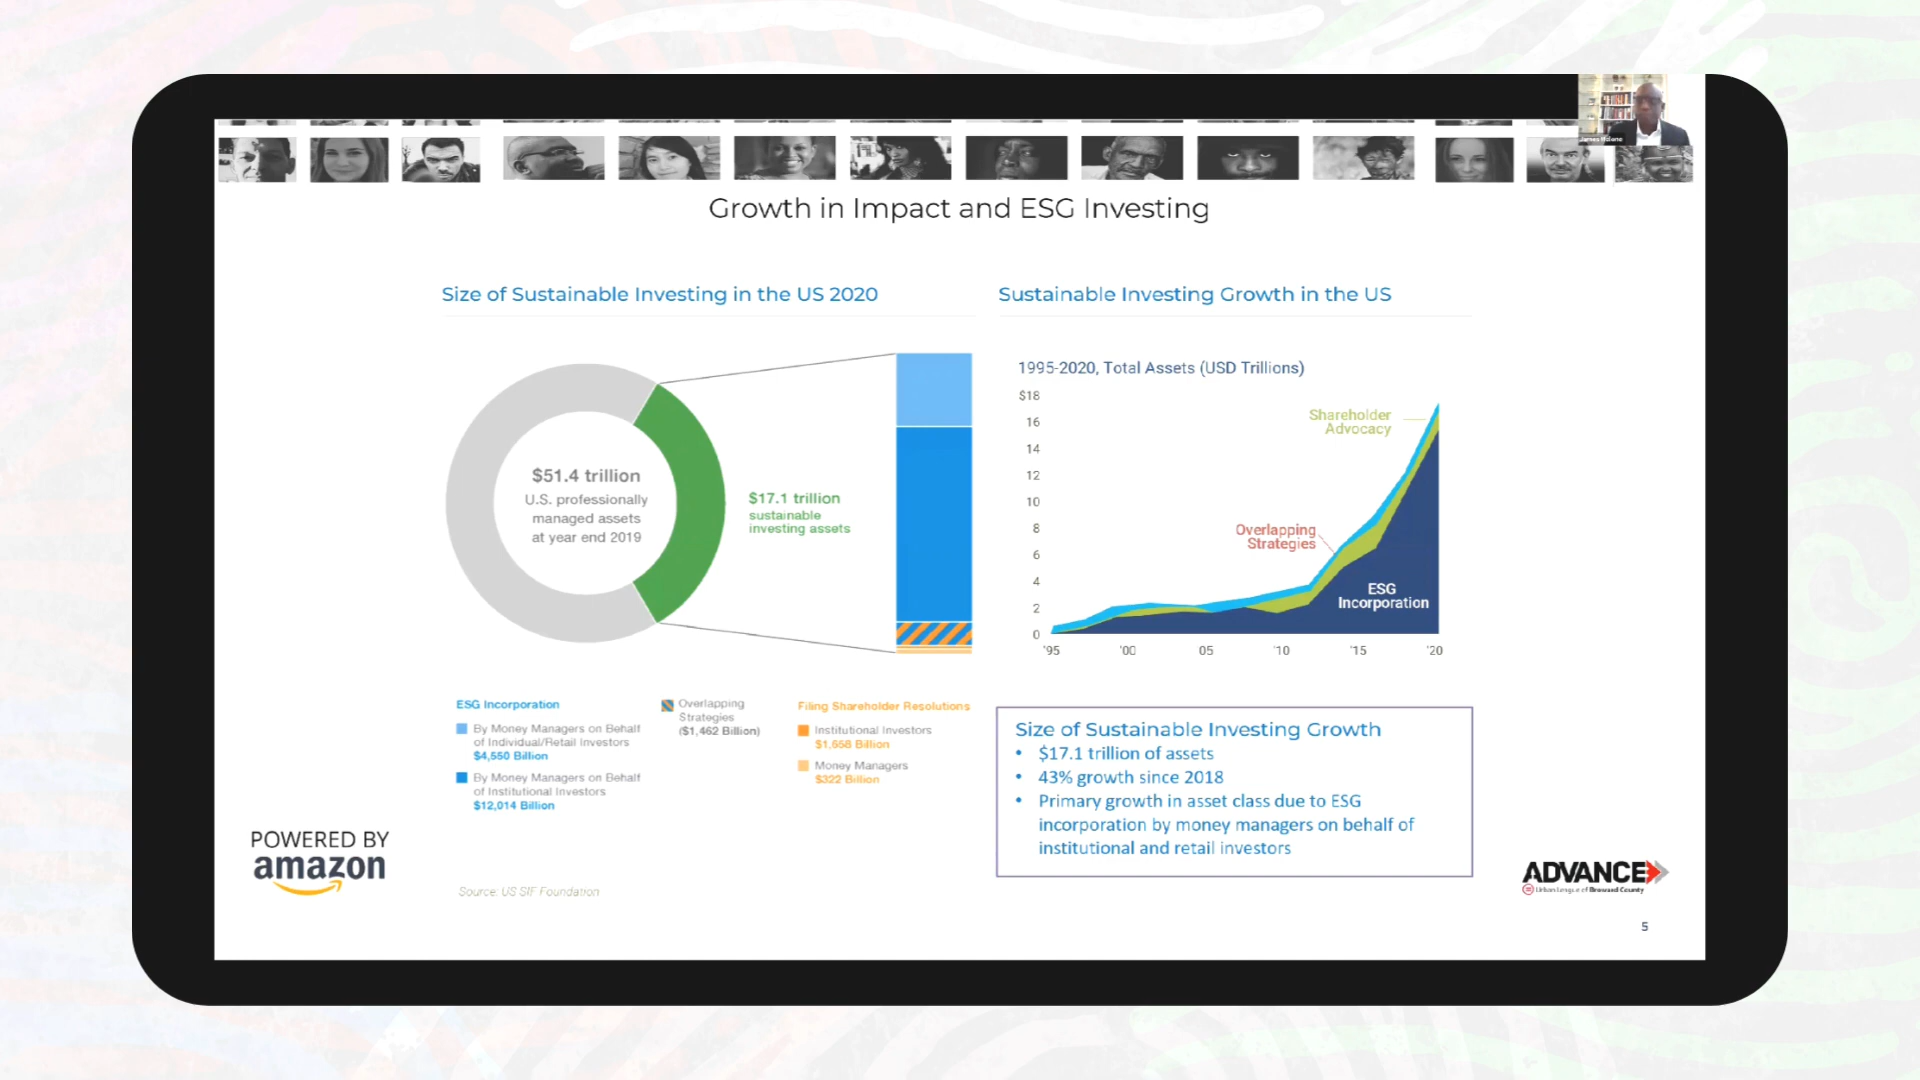 James Malone
Growth in Impact and ESG Investing
Size of Sustainable Investing in the US 2020
$51.4 trillion
U.S. professionally
managed assets
at year end 2019
$17.1 trillion
sustainable
investing assets
ESG Incorporation
By Money Managers on Behalf
of Individual/Retail Investors
$4,550 Billion
By Money Managers on Behalf
of Institutional Investors
$12,014 Billion
Overlapping
Strategies
($1,462 Billion)
Filing Shareholder Resolutions
Institutional Investors
$1,658 Billion
Money Managers
$322 Billion
Source: US SIF Foundation
Sustainable Investing Growth in the US
1995-2020, Total Assets (USD Trillions)
$18
16
14
12
10
8
6
4
2
0
'95
'00
05
'10
'15
'20
Shareholder
Advocacy
Overlapping
Strategies
ESG
Incorporation
Size of Sustainable Investing Growth
• $17.1 trillion of assets
• 43% growth since 2018
• Primary growth in asset class due to ESG
incorporation by money managers on behalf of
institutional and retail investors
POWERED BY
amazon
ADVANCE
Urban League of Broward County
5